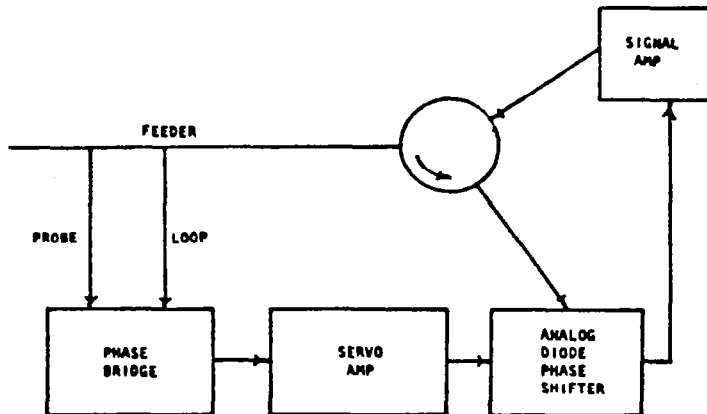 SIGNAL
AMP
FEEDER
PROBE
LOOP
PHASE
BRIDGE
SERVO
AMP
ANALOG
DIODE
PHASE
SHIFTER